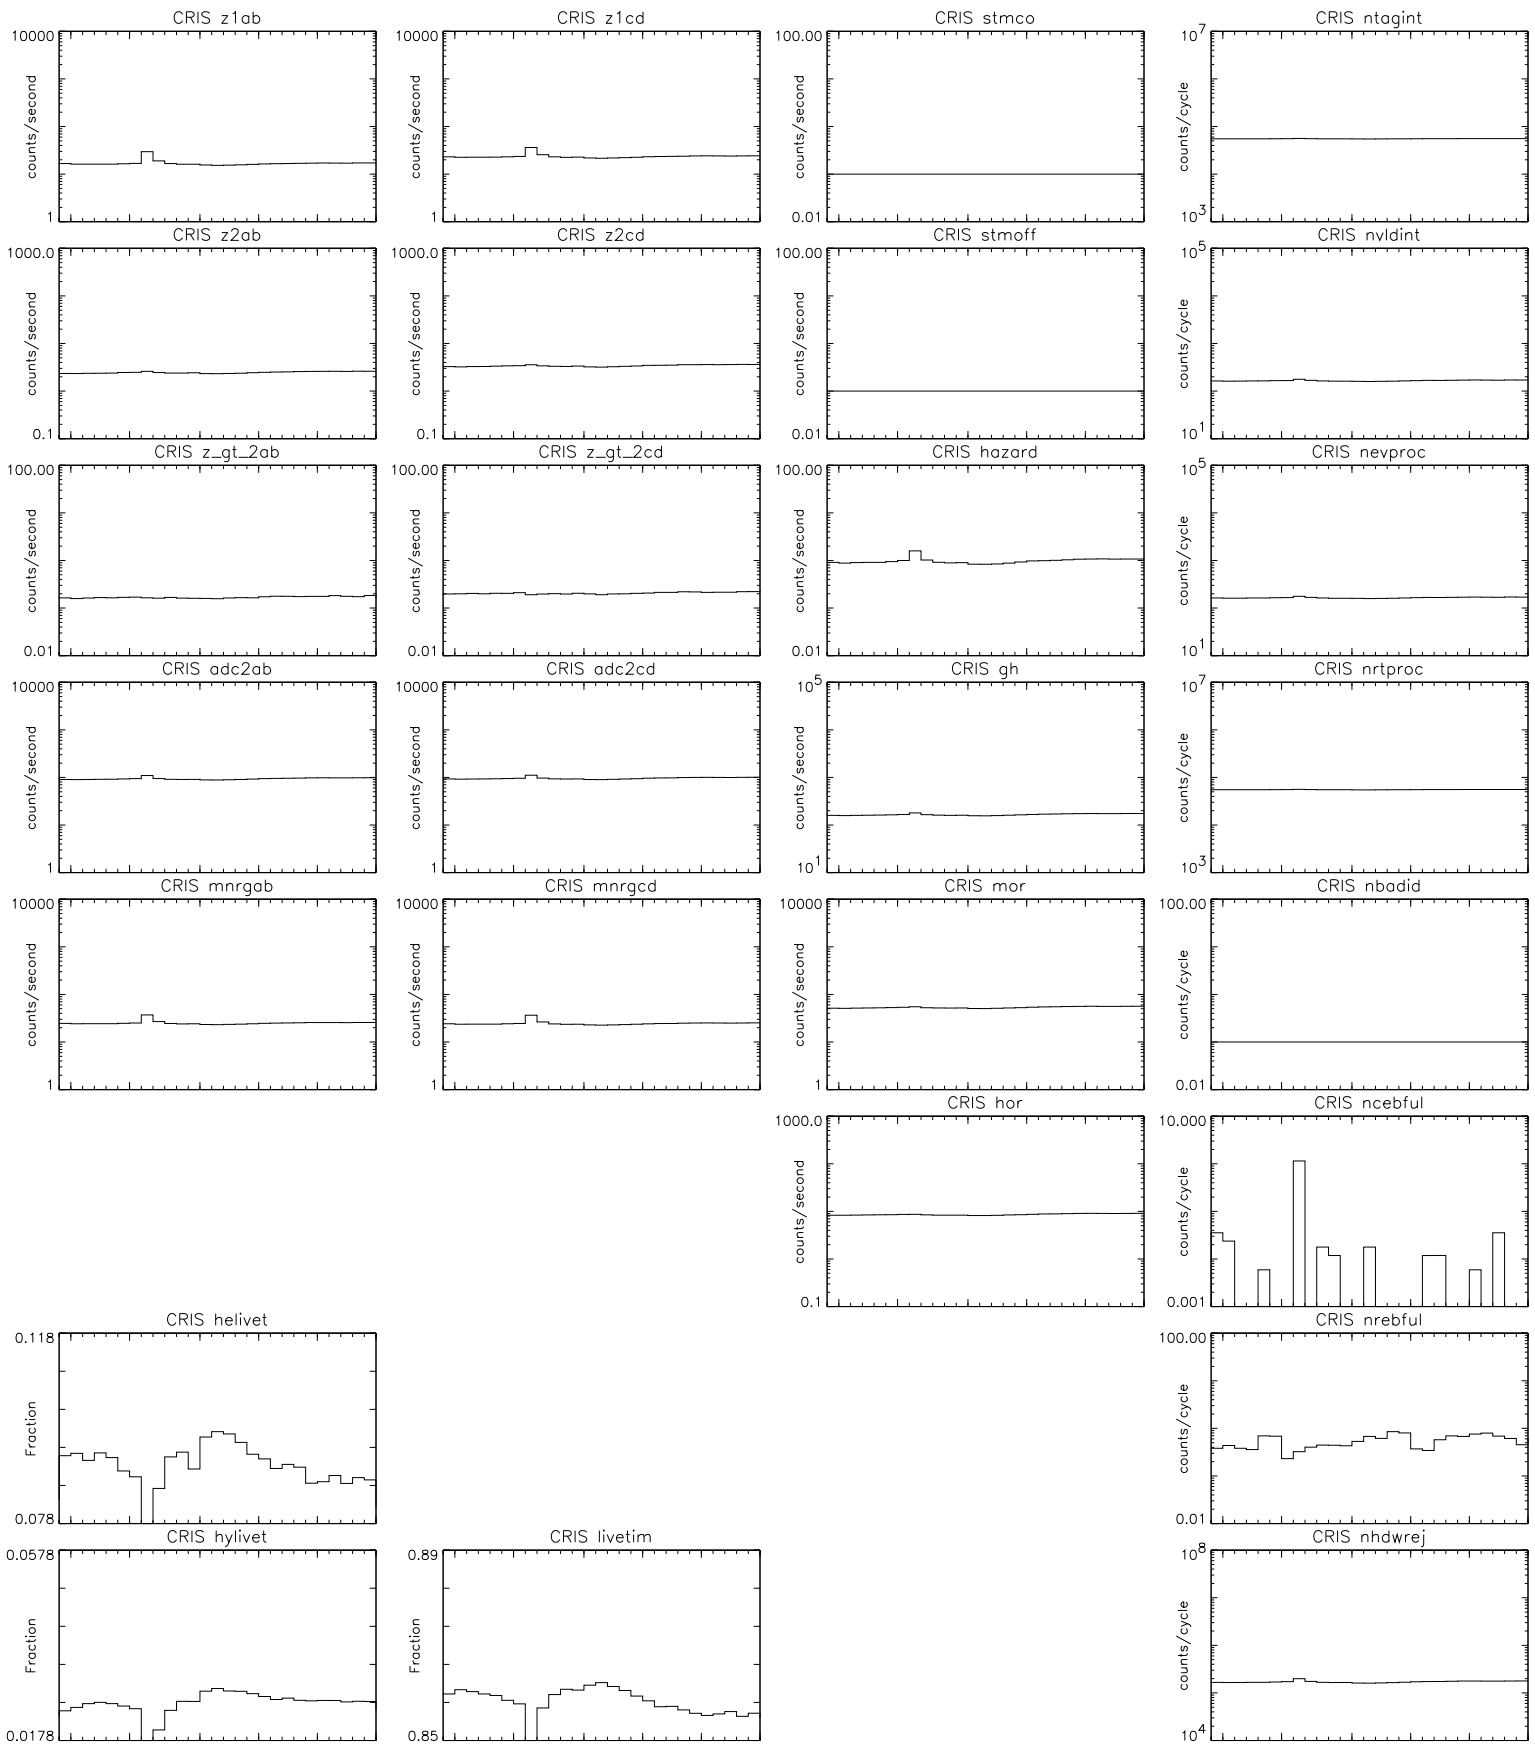 CRIS z1ab
10000
counts/second
1
CRIS z1cd
10000
counts/second
1
CRIS stmco
100.00
counts/second
0.01
CRIS ntagint
10^7
counts/cycle
10^3
CRIS z2ab
1000.0
counts/second
0.1
CRIS z2cd
1000.0
counts/second
0.1
CRIS stmoff
100.00
counts/second
0.01
CRIS nvldint
10^5
counts/cycle
10^1
CRIS z_gt_2ab
100.00
counts/second
0.01
CRIS z_gt_2cd
100.00
counts/second
0.01
CRIS hazard
100.00
counts/second
0.01
CRIS nevproc
10^5
counts/cycle
10^1
CRIS adc2ab
10000
counts/second
1
CRIS adc2cd
10000
counts/second
1
CRIS gh
10^5
counts/second
10^1
CRIS nrtproc
10^7
counts/cycle
10^3
CRIS mnrgab
10000
counts/second
1
CRIS mnrgcd
10000
counts/second
1
CRIS mor
10000
counts/second
1
CRIS nbadid
100.00
counts/cycle
0.01
CRIS hor
1000.0
counts/second
0.1
CRIS ncebful
10.000
counts/cycle
0.001
CRIS helivet
0.118
Fraction
0.078
CRIS nrebful
100.00
counts/cycle
0.01
CRIS hylivet
0.0578
Fraction
0.0178
CRIS livetim
0.89
Fraction
0.85
CRIS nhdwrej
10^8
counts/cycle
10^4